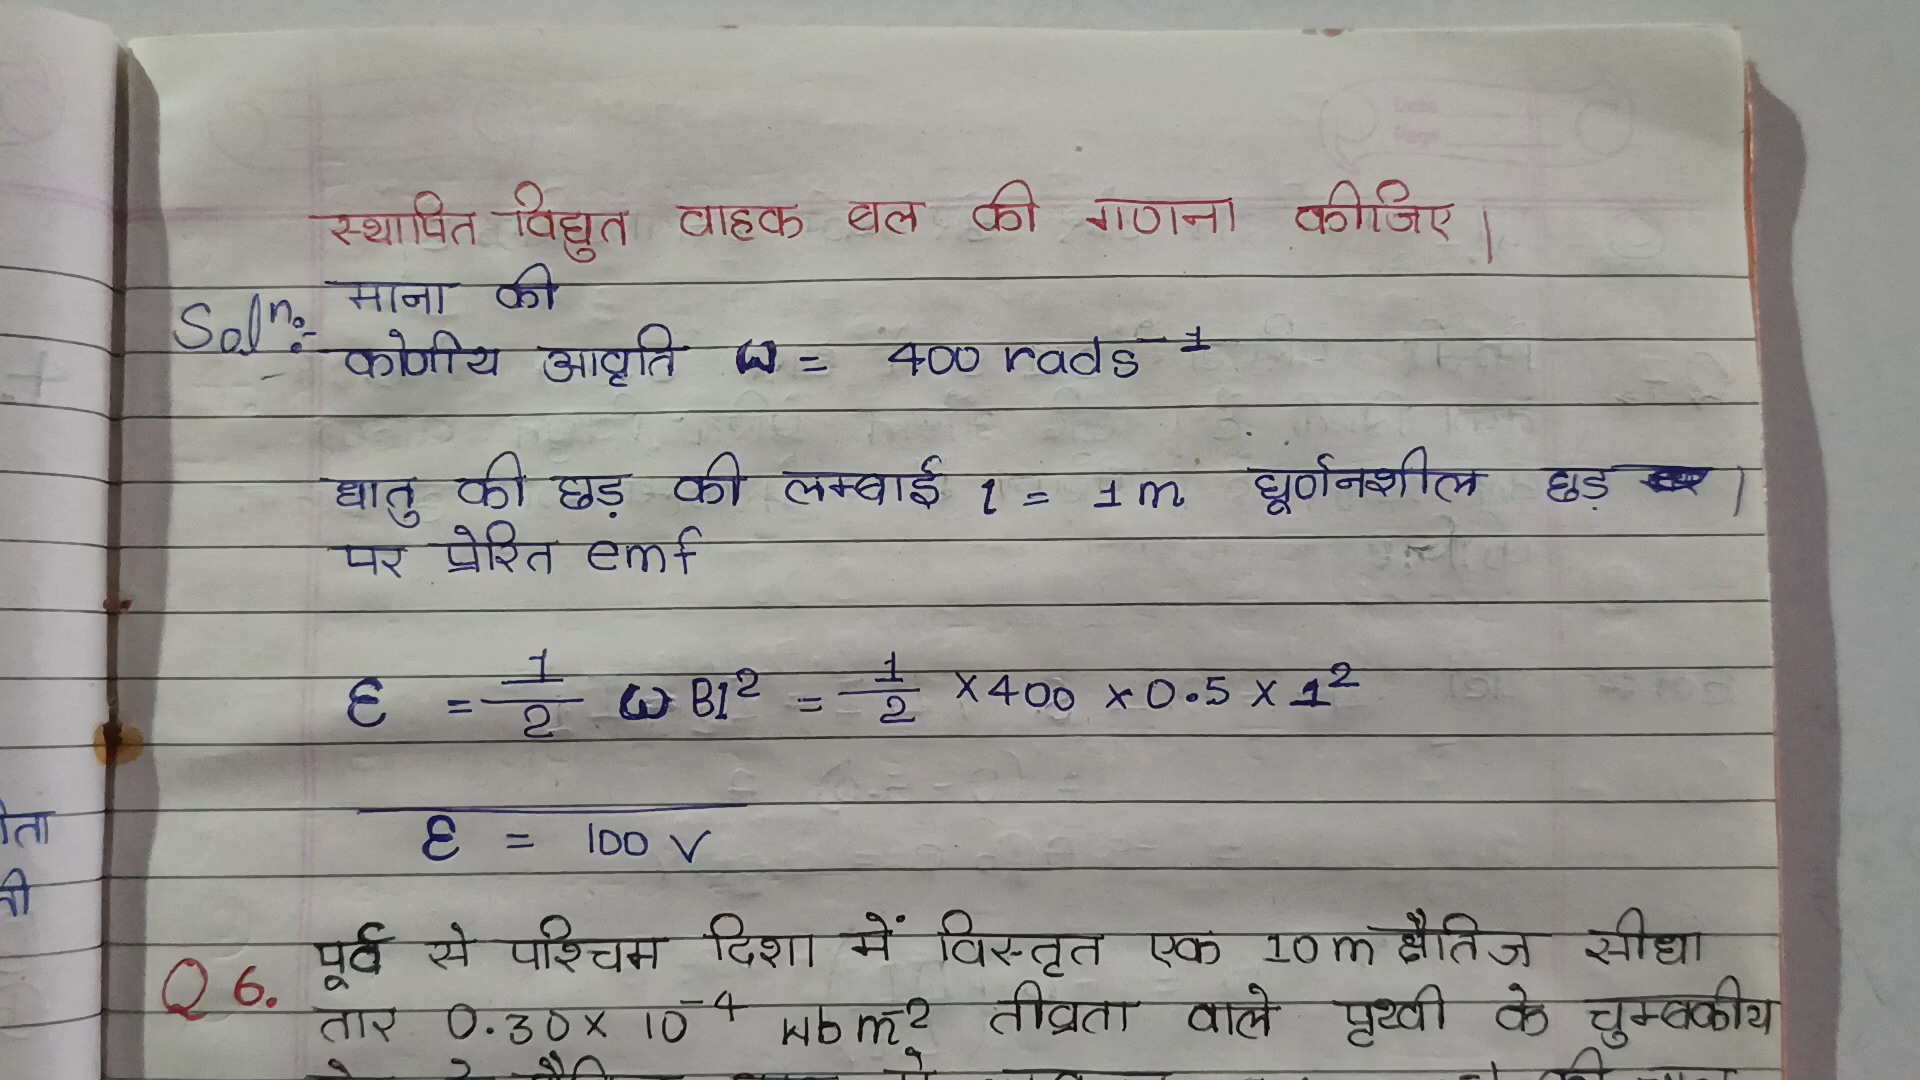 स्थापित विद्युत वाहक बल की गणना कीजिए।
Solⁿ:- माना की
कोणीय आवृति ω = 400 rads⁻¹
धातु की छड़ की लम्बाई l = 1m घूर्णनशील छड़ ।
पर प्रेरित emf
ε = 1/2 ωBl² = 1/2 ×400 ×0.5 × 1²
ε = 100 V
Q 6. पूर्व से पश्चिम दिशा में विस्तृत एक 10m क्षैतिज सीधा
तार 0.30× 10⁻⁴ wb m⁻² तीव्रता वाले पृथ्वी के चुम्बकीय